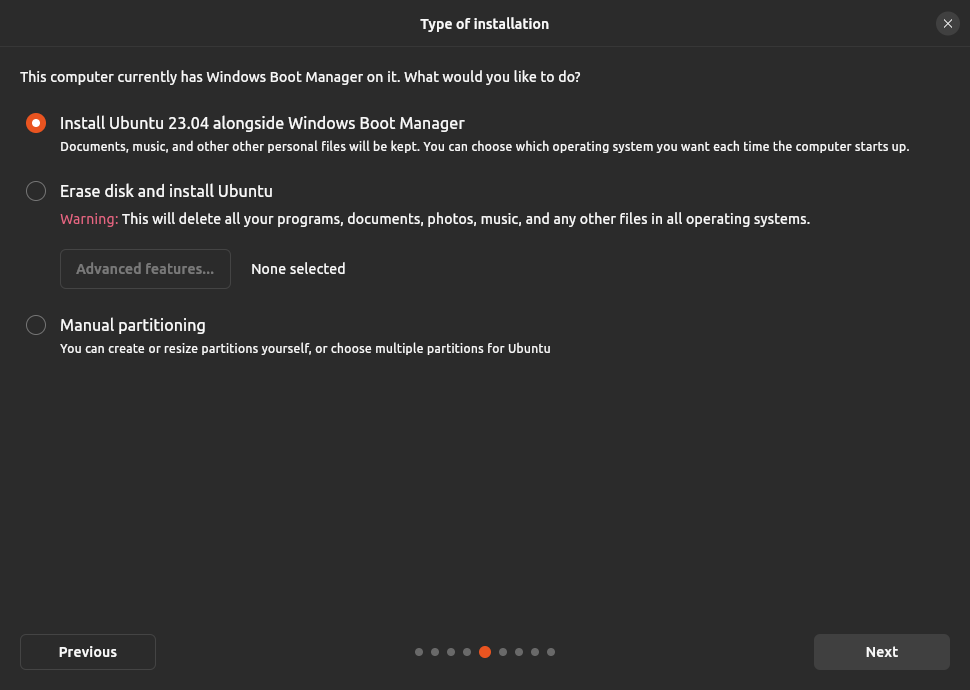 Type of installation
This computer currently has Windows Boot Manager on it. What would you like to do?
Install Ubuntu 23.04 alongside Windows Boot Manager
Documents, music, and other other personal files will be kept. You can choose which operating system you want each time the computer starts up.
Erase disk and install Ubuntu
Warning: This will delete all your programs, documents, photos, music, and any other files in all operating systems.
Advanced features... None selected
Manual partitioning
You can create or resize partitions yourself, or choose multiple partitions for Ubuntu
Previous Next